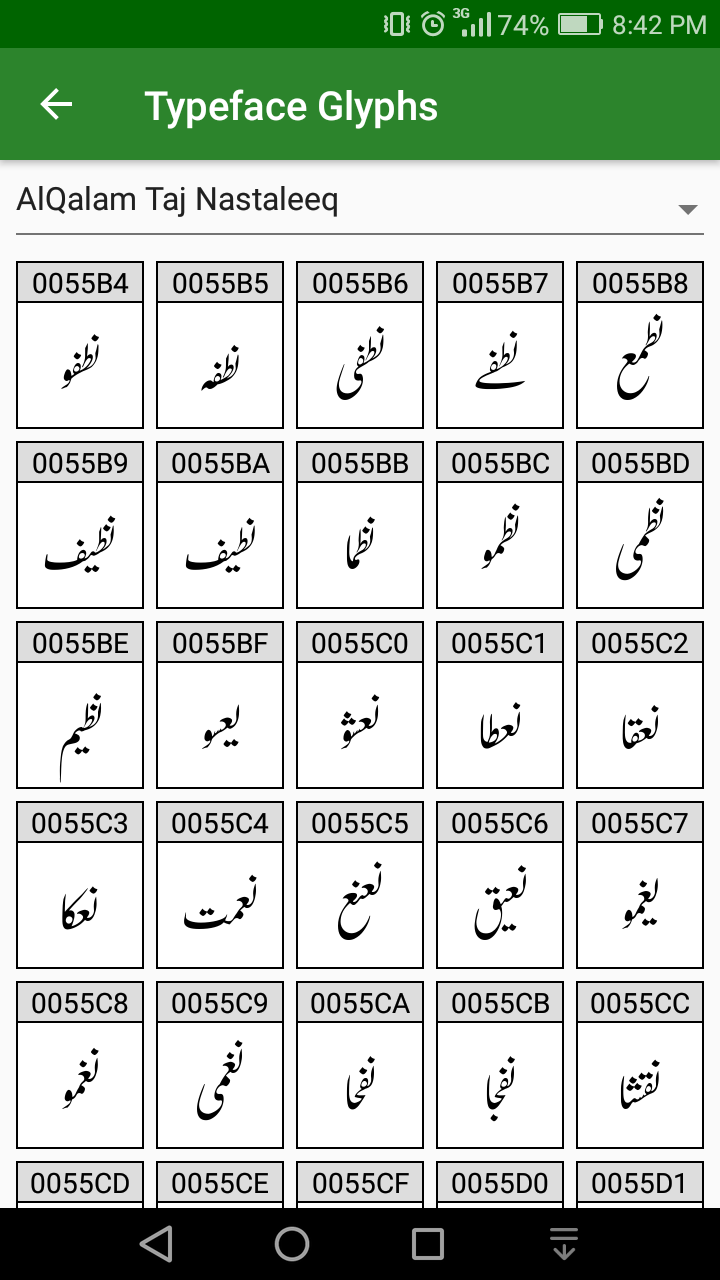 3G 74% 8:42 PM
Typeface Glyphs
AlQalam Taj Nastaleeq
0055B4 0055B5 0055B6 0055B7 0055B8
نطفو نطفہ نطفی نطفے نظمع
0055B9 0055BA 0055BB 0055BC 0055BD
نظیف نطیف نظما نظمو نظمی
0055BE 0055BF 0055C0 0055C1 0055C2
نظیم یعسو نعشو نعطا نعقا
0055C3 0055C4 0055C5 0055C6 0055C7
نعکا نعمت نعنع نعیق یغمو
0055C8 0055C9 0055CA 0055CB 0055CC
نغمو نغمی نفحا نفجا نقشا
0055CD 0055CE 0055CF 0055D0 0055D1